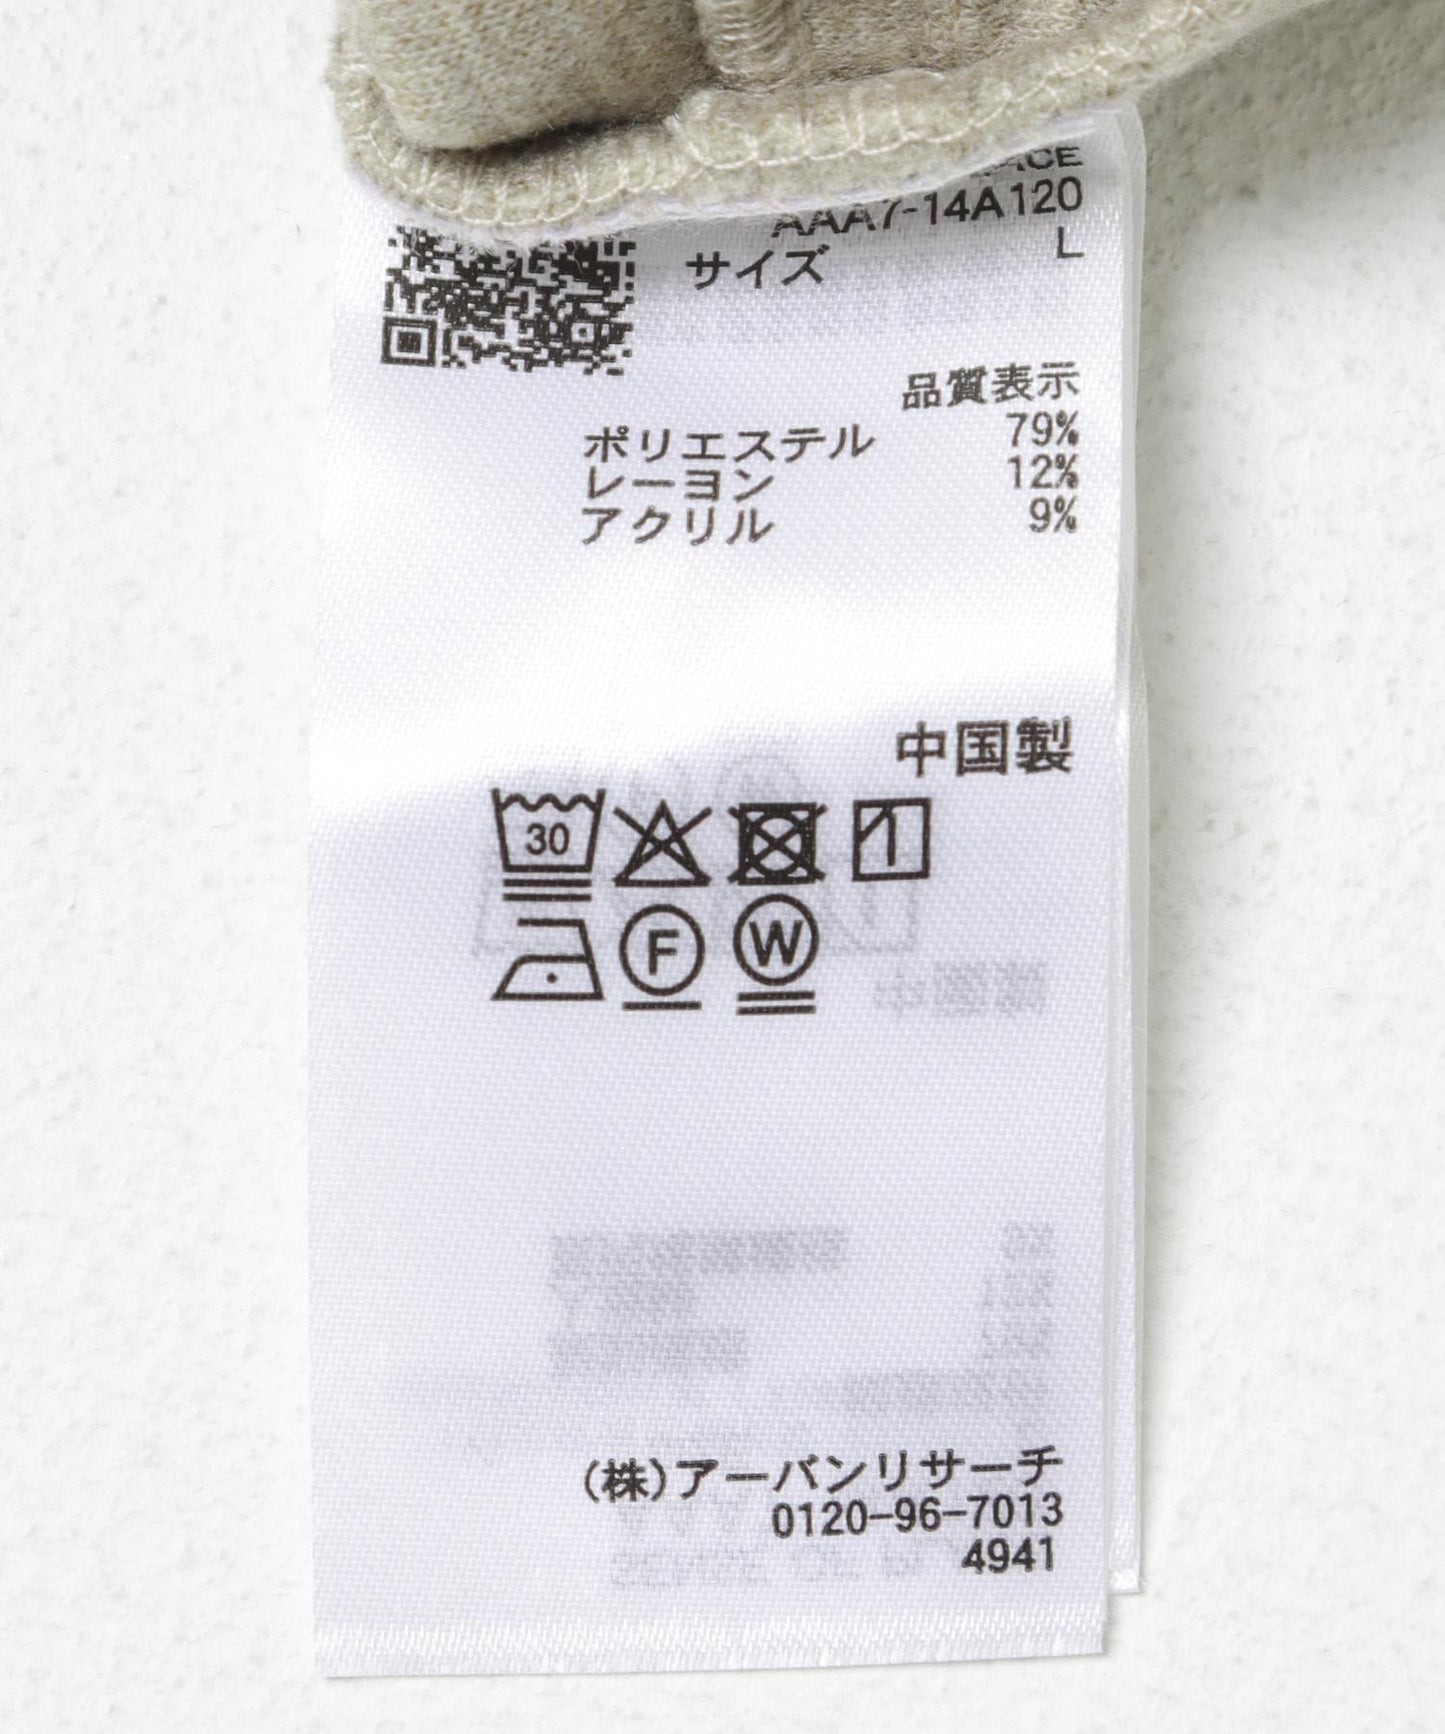 AAA7-14A120
サイズ L
品質表示
ポリエステル 79%
レーヨン 12%
アクリル 9%
中国製
30
F W
(株)アーバンリサーチ
0120-96-7013
4941